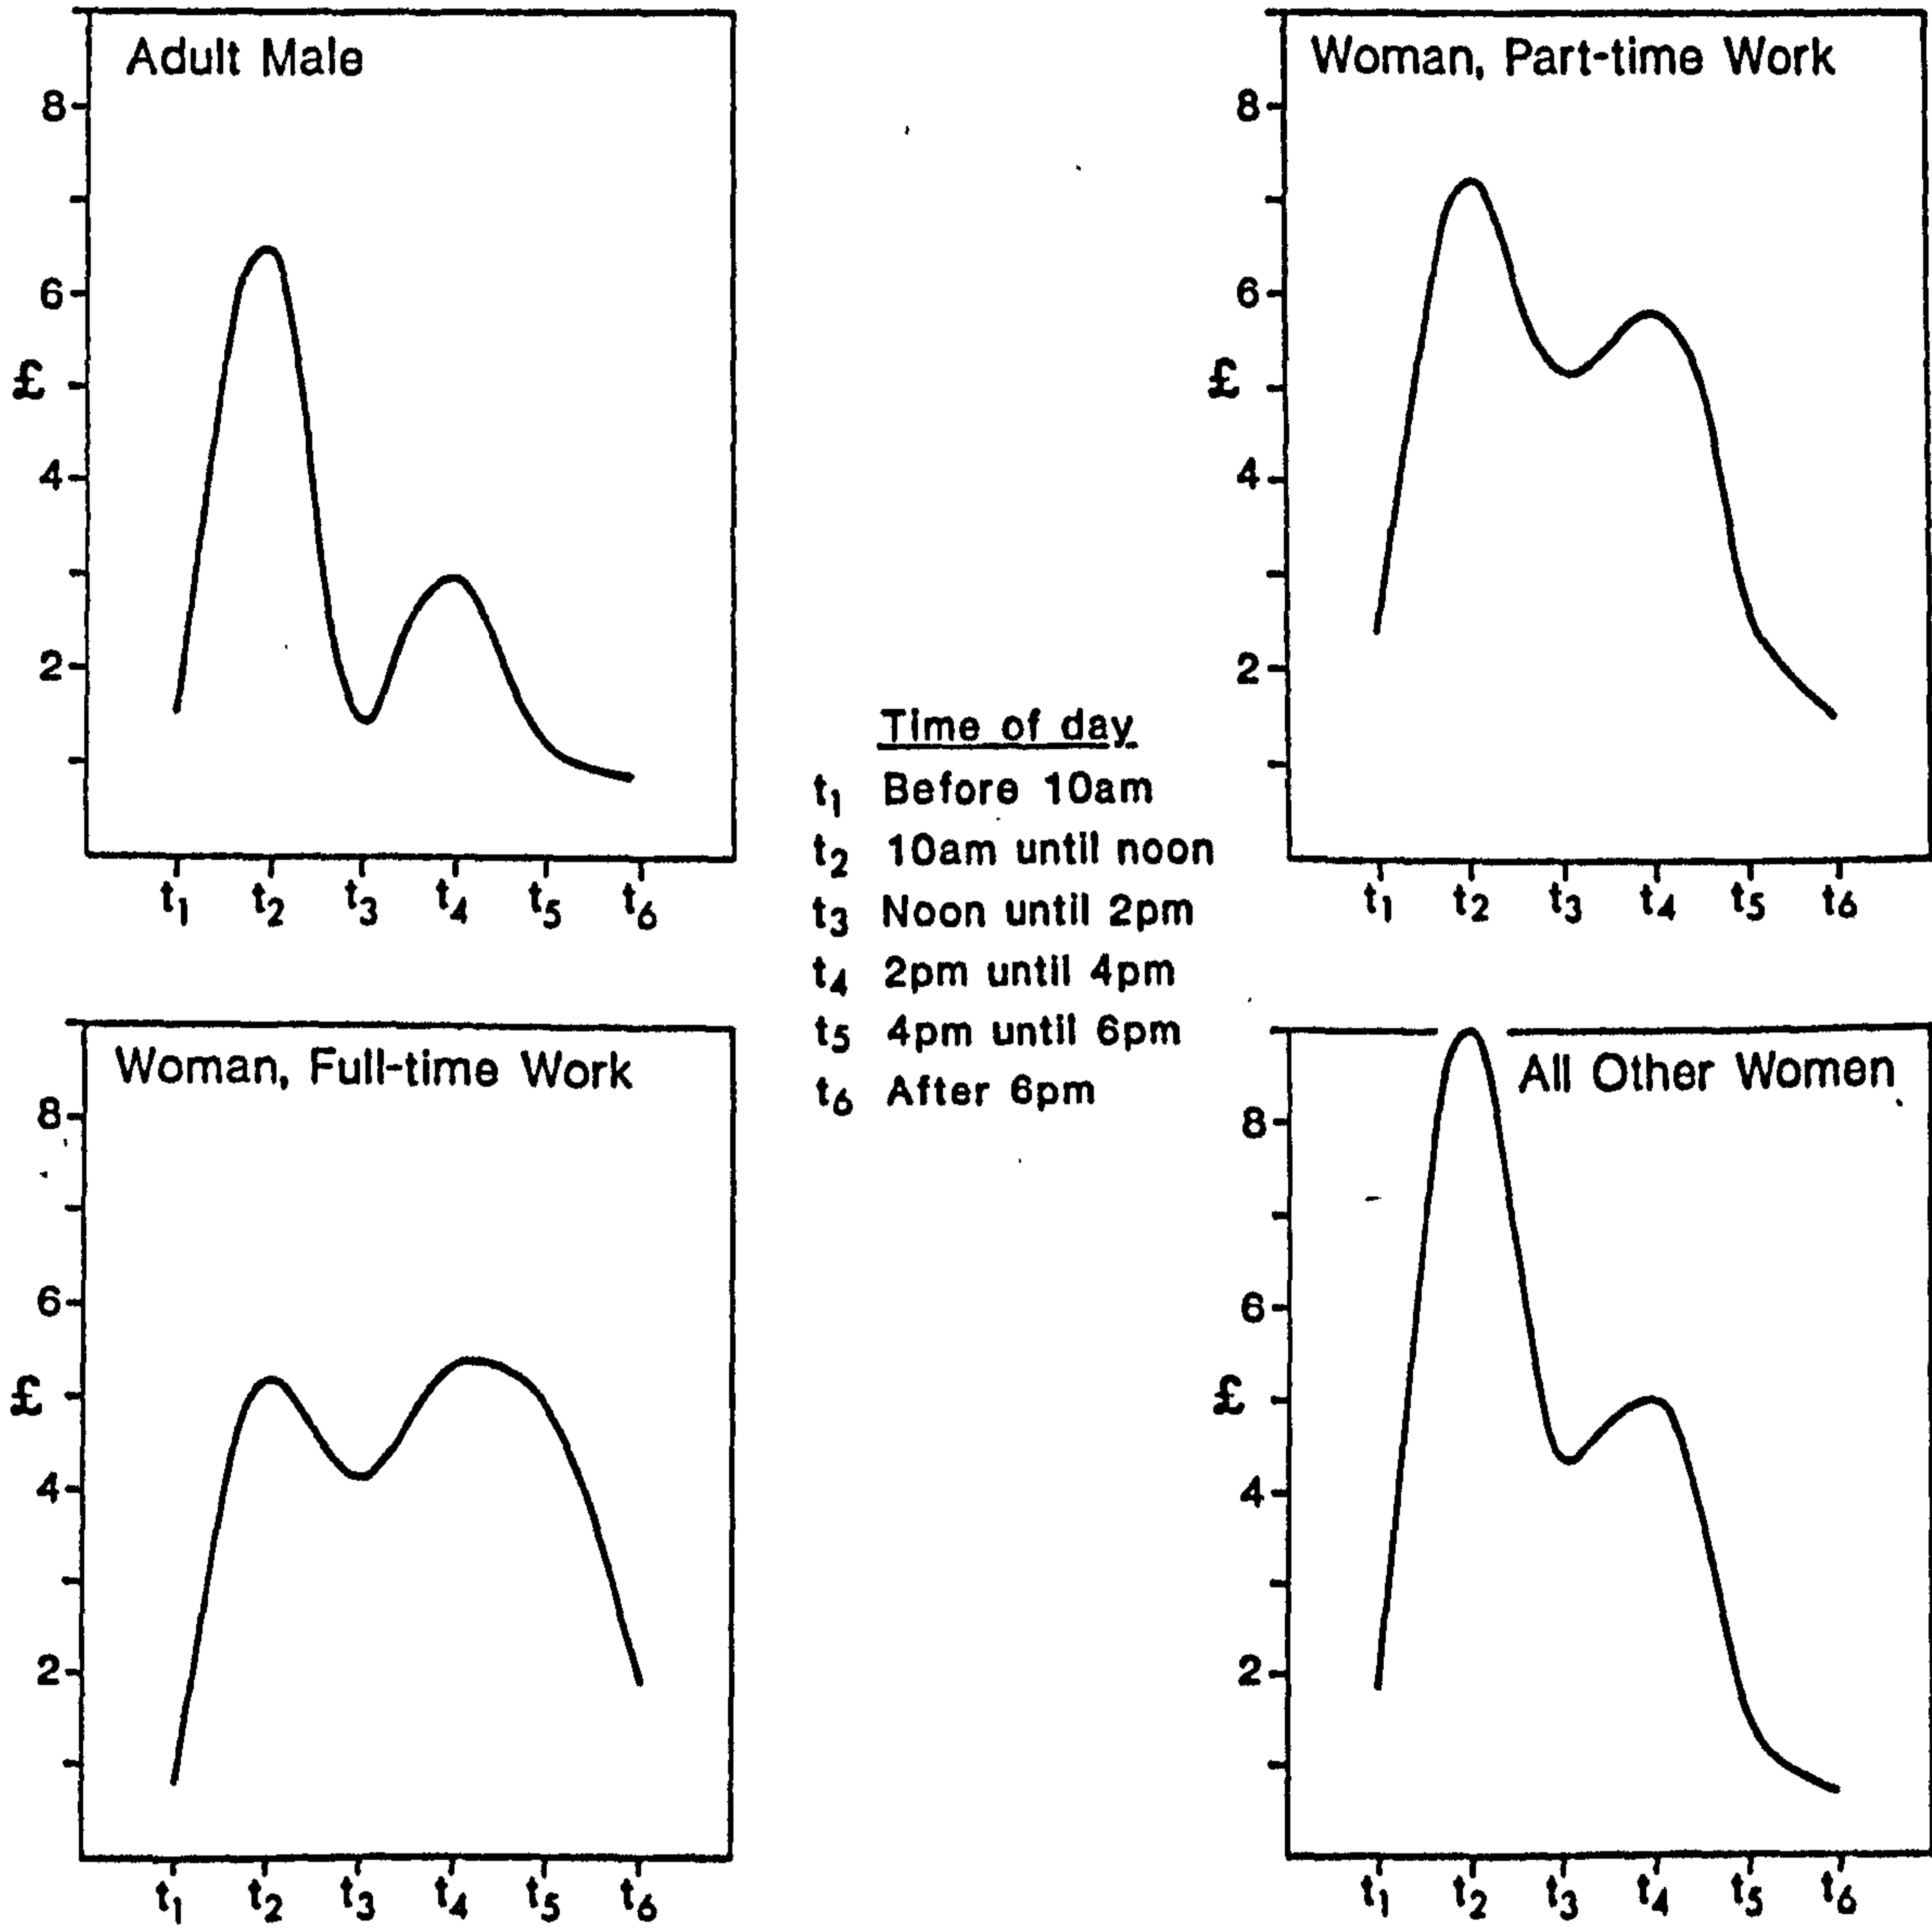 Adult Male
8
6
£
4
2
t₁ t₂ t₃ t₄ t₅ t₆
Woman, Part-time Work
8
6
£
4
2
t₁ t₂ t₃ t₄ t₅ t₆
Time of day
t₁ Before 10am
t₂ 10am until noon
t₃ Noon until 2pm
t₄ 2pm until 4pm
t₅ 4pm until 6pm
t₆ After 6pm
Woman, Full-time Work
8
6
£
4
2
t₁ t₂ t₃ t₄ t₅ t₆
All Other Women
8
6
£
4
2
t₁ t₂ t₃ t₄ t₅ t₆